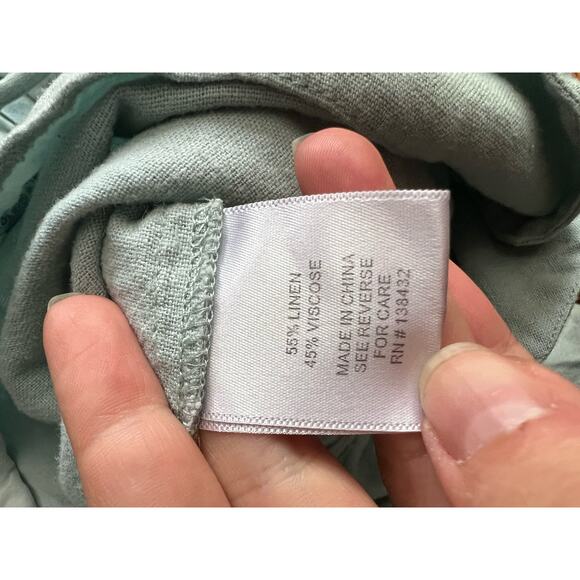 55% LINEN
45% VISCOSE
MADE IN CHINA
SEE REVERSE
FOR CARE
RN # 138432